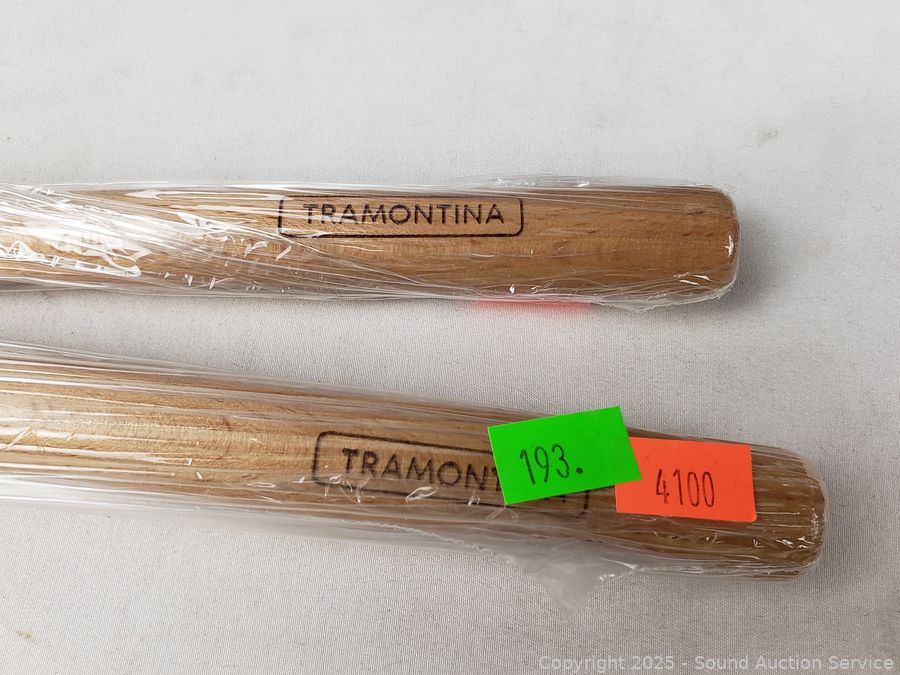 TRAMONTINA
TRAMONT
193.
4100
Copyright 2025 - Sound Auction Service